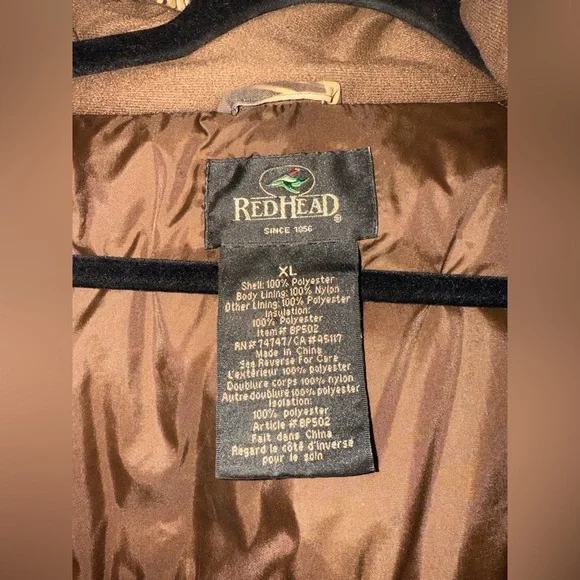 REDHEAD®
SINCE 1856
XL
Shell: 100% Polyester
Body Lining: 100% Nylon
Other Lining: 100% Polyester
Insulation:
100% Polyester
Item# BP502
RN# 74747/CA #45117
Made in China
See Reverse For Care
L'extérieur 100% polyester
Doublure corps 100% nylon
Autre doublure 100% polyester
Isolation:
100% polyester
Article #BP502
Fait dans China
Regard le côté d'inverse
pour le soin